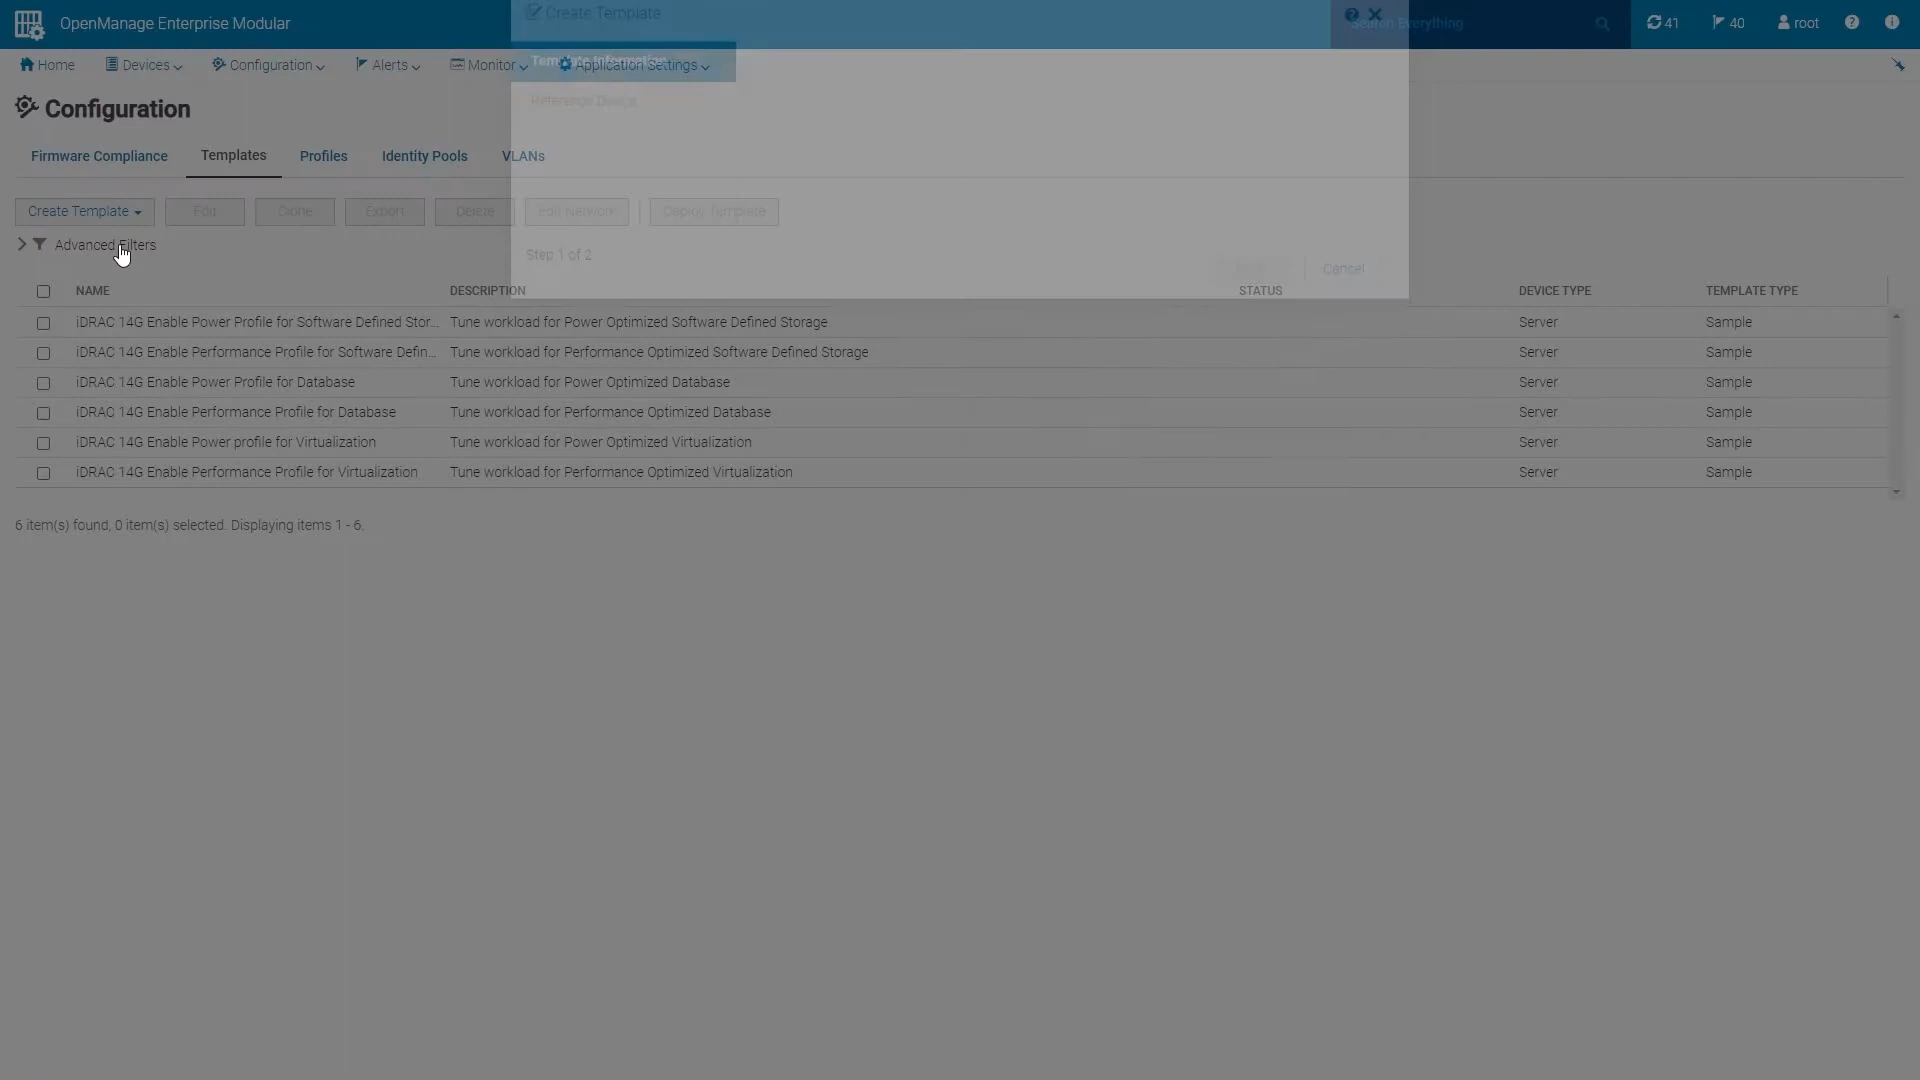 OpenManage Enterprise Modular
Create Template
Search Everything
41
40
root
Home
Devices
Configuration
Alerts
Monitor
Template Information
Application Settings
Reference Device
Configuration
Firmware Compliance
Templates
Profiles
Identity Pools
VLANs
Create Template
Edit
Clone
Export
Delete
Edit Network
Deploy Template
Advanced Filters
Step 1 of 2
Cancel
NAME DESCRIPTION STATUS DEVICE TYPE TEMPLATE TYPE
iDRAC 14G Enable Power Profile for Software Defined Stor... Tune workload for Power Optimized Software Defined Storage Server Sample
iDRAC 14G Enable Performance Profile for Software Defin... Tune workload for Performance Optimized Software Defined Storage Server Sample
iDRAC 14G Enable Power Profile for Database Tune workload for Power Optimized Database Server Sample
iDRAC 14G Enable Performance Profile for Database Tune workload for Performance Optimized Database Server Sample
iDRAC 14G Enable Power profile for Virtualization Tune workload for Power Optimized Virtualization Server Sample
iDRAC 14G Enable Performance Profile for Virtualization Tune workload for Performance Optimized Virtualization Server Sample
6 item(s) found, 0 item(s) selected. Displaying items 1 - 6.